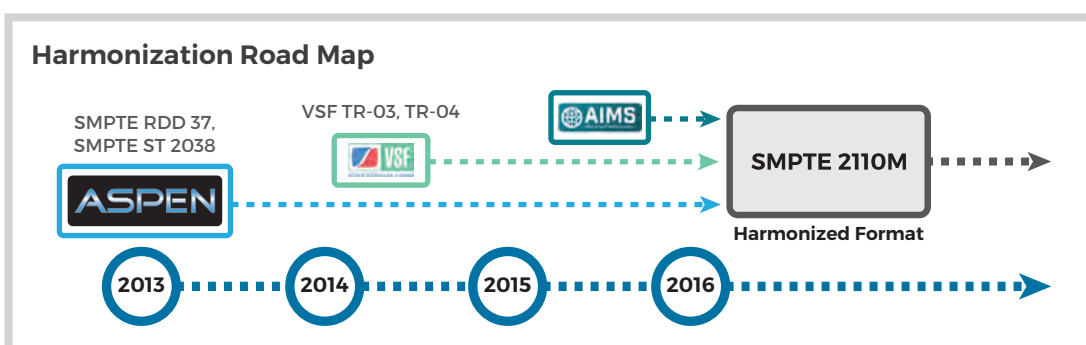 Harmonization Road Map
SMPTE RDD 37,
SMPTE ST 2038
ASPEN
VSF TR-03, TR-04
VSF
AIMS
SMPTE 2110M
Harmonized Format
2013
2014
2015
2016